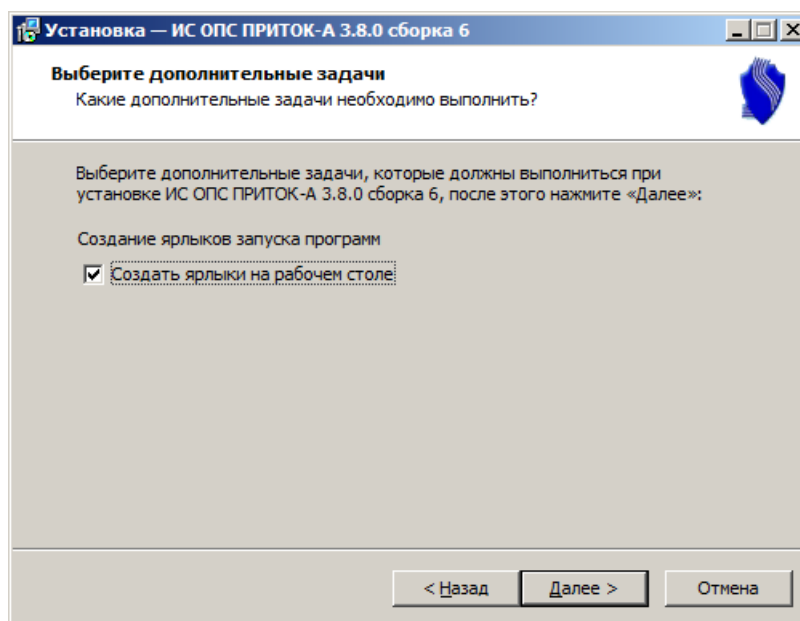 Установка — ИС ОПС ПРИТОК-А 3.8.0 сборка 6
Выберите дополнительные задачи
Какие дополнительные задачи необходимо выполнить?
Выберите дополнительные задачи, которые должны выполниться при
установке ИС ОПС ПРИТОК-А 3.8.0 сборка 6, после этого нажмите «Далее»:
Создание ярлыков запуска программ
Создать ярлыки на рабочем столе
< Назад Далее > Отмена